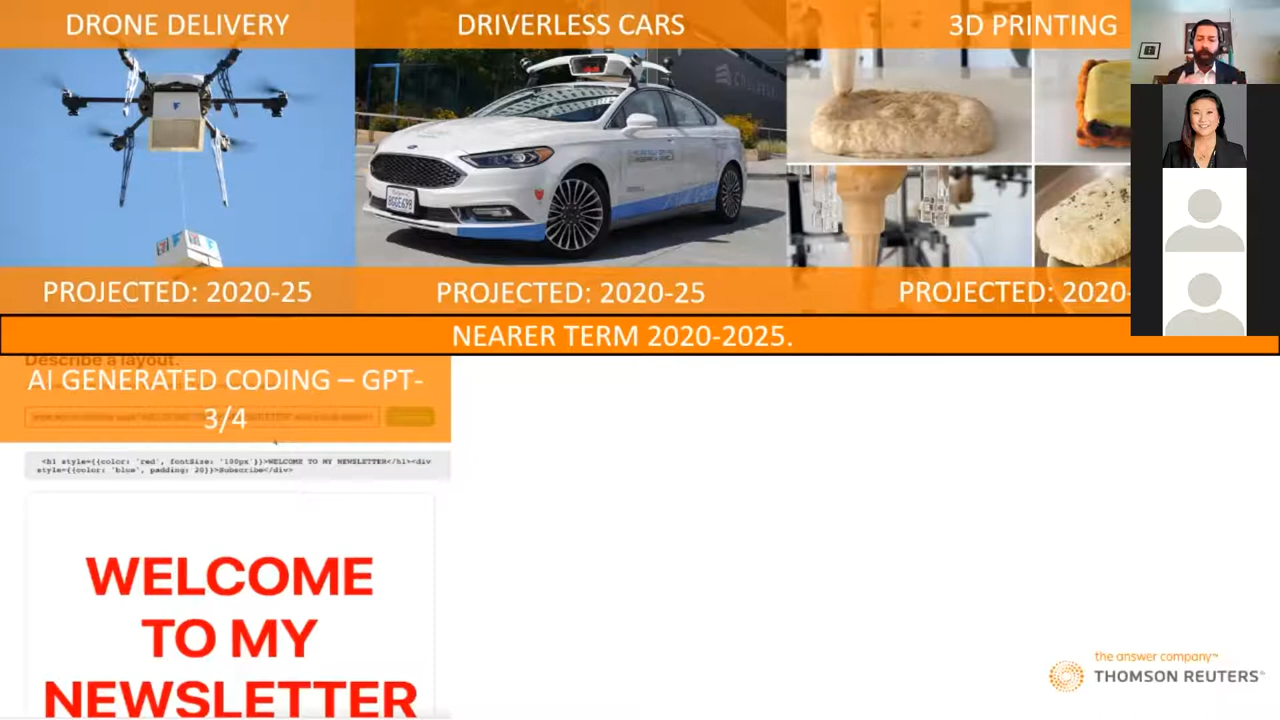 DRONE DELIVERY
DRIVERLESS CARS
3D PRINTING
PROJECTED: 2020-25
PROJECTED: 2020-25
PROJECTED: 2020-
NEARER TERM 2020-2025.
Describe a layout.
AI GENERATED CODING – GPT-
3/4
<h1 style={{color: 'red', fontSize: '100px'}}>WELCOME TO MY NEWSLETTER</h1><div
style={{color: 'blue', padding: 20}}>Subscribe</div>
WELCOME
TO MY
NEWSLETTER
the answer company™
THOMSON REUTERS®